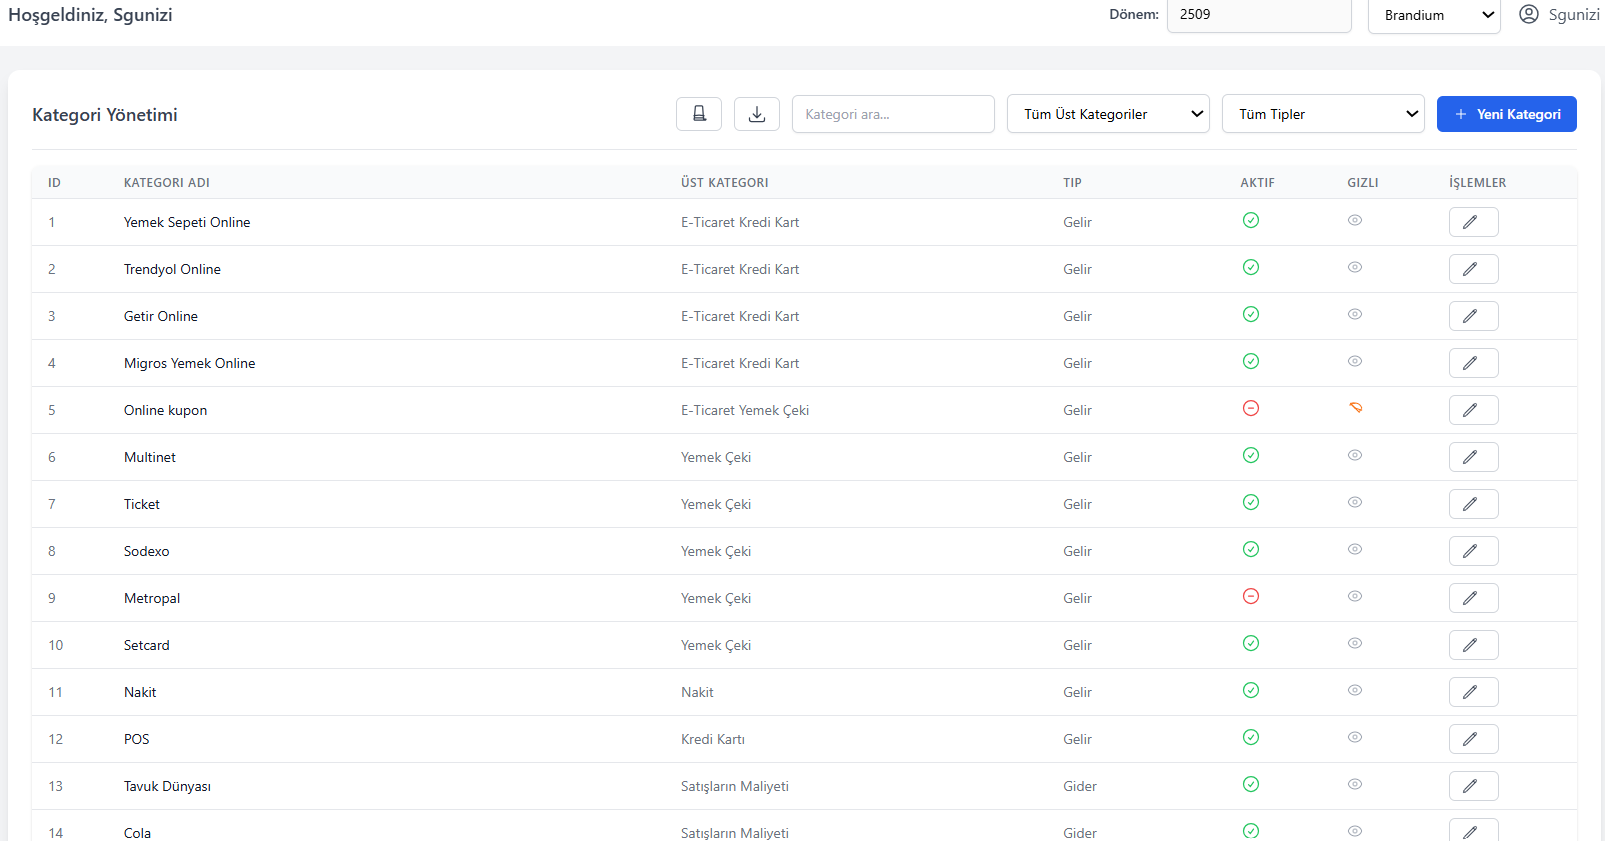 Hoşgeldiniz, Sgunizi Dönem: 2509 Brandium Sgunizi
Kategori Yönetimi Kategori ara... Tüm Üst Kategoriler Tüm Tipler + Yeni Kategori
ID KATEGORI ADI ÜST KATEGORI TIP AKTIF GIZLI İŞLEMLER
1 Yemek Sepeti Online E-Ticaret Kredi Kart Gelir
2 Trendyol Online E-Ticaret Kredi Kart Gelir
3 Getir Online E-Ticaret Kredi Kart Gelir
4 Migros Yemek Online E-Ticaret Kredi Kart Gelir
5 Online kupon E-Ticaret Yemek Çeki Gelir
6 Multinet Yemek Çeki Gelir
7 Ticket Yemek Çeki Gelir
8 Sodexo Yemek Çeki Gelir
9 Metropal Yemek Çeki Gelir
10 Setcard Yemek Çeki Gelir
11 Nakit Nakit Gelir
12 POS Kredi Kartı Gelir
13 Tavuk Dünyası Satışların Maliyeti Gider
14 Cola Satışların Maliyeti Gider